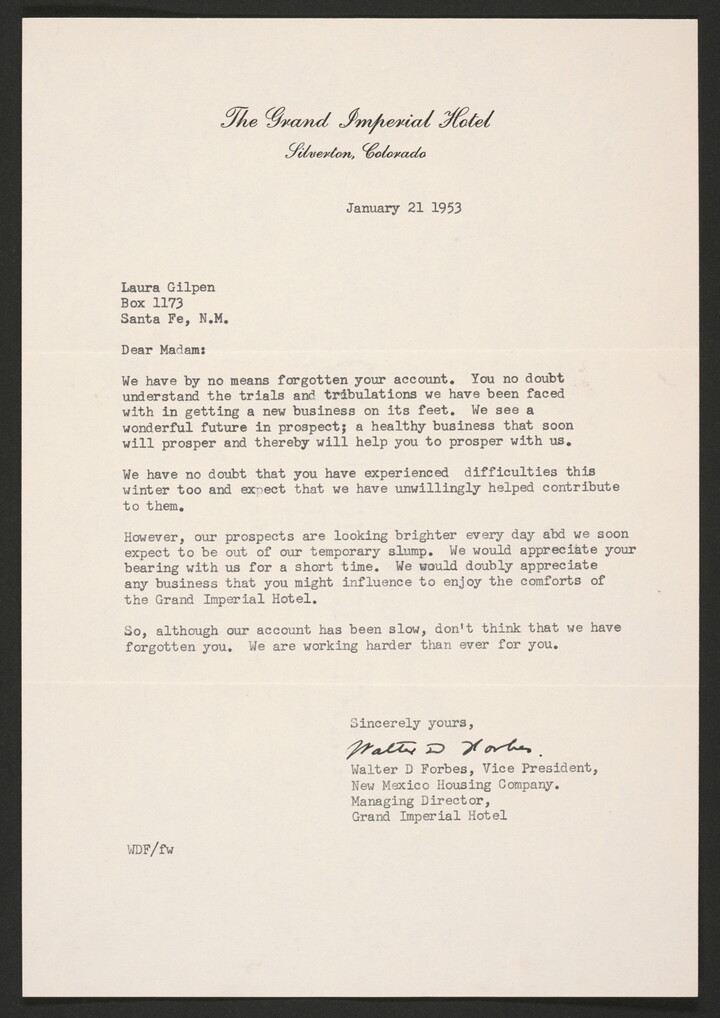 The Grand Imperial Hotel
Silverton, Colorado
January 21 1953
Laura Gilpen
Box 1173
Santa Fe, N.M.
Dear Madam:
We have by no means forgotten your account.  You no doubt
understand the trials and tribulations we have been faced
with in getting a new business on its feet.  We see a
wonderful future in prospect; a healthy business that soon
will prosper and thereby will help you to prosper with us.
We have no doubt that you have experienced  difficulties this
winter too and expect that we have unwillingly helped contribute
to them.
However, our prospects are looking brighter every day abd we soon
expect to be out of our temporary slump.  We would appreciate your
bearing with us for a short time.  We would doubly appreciate
any business that you might influence to enjoy the comforts of
the Grand Imperial Hotel.
So, although our account has been slow, don't think that we have
forgotten you.  We are working harder than ever for you.
Sincerely yours,
Walter D Forbes.
Walter D Forbes, Vice President,
New Mexico Housing Company.
Managing Director,
Grand Imperial Hotel
WDF/fw